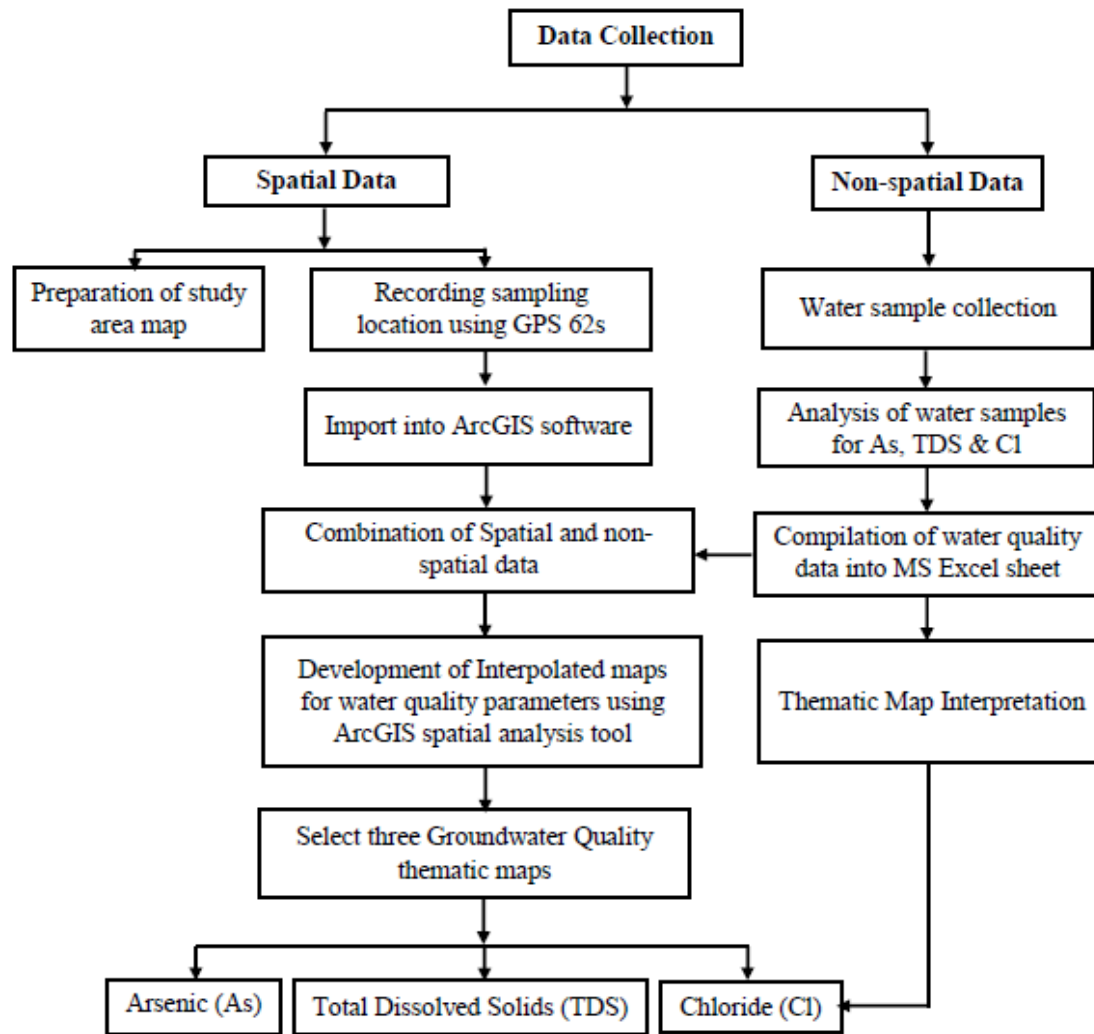 Data Collection
Spatial Data
Non-spatial Data
Preparation of study
area map
Recording sampling
location using GPS 62s
Water sample collection
Import into ArcGIS software
Analysis of water samples
for As, TDS & Cl
Combination of Spatial and non-
spatial data
Compilation of water quality
data into MS Excel sheet
Development of Interpolated maps
for water quality parameters using
ArcGIS spatial analysis tool
Thematic Map Interpretation
Select three Groundwater Quality
thematic maps
Arsenic (As)
Total Dissolved Solids (TDS)
Chloride (Cl)